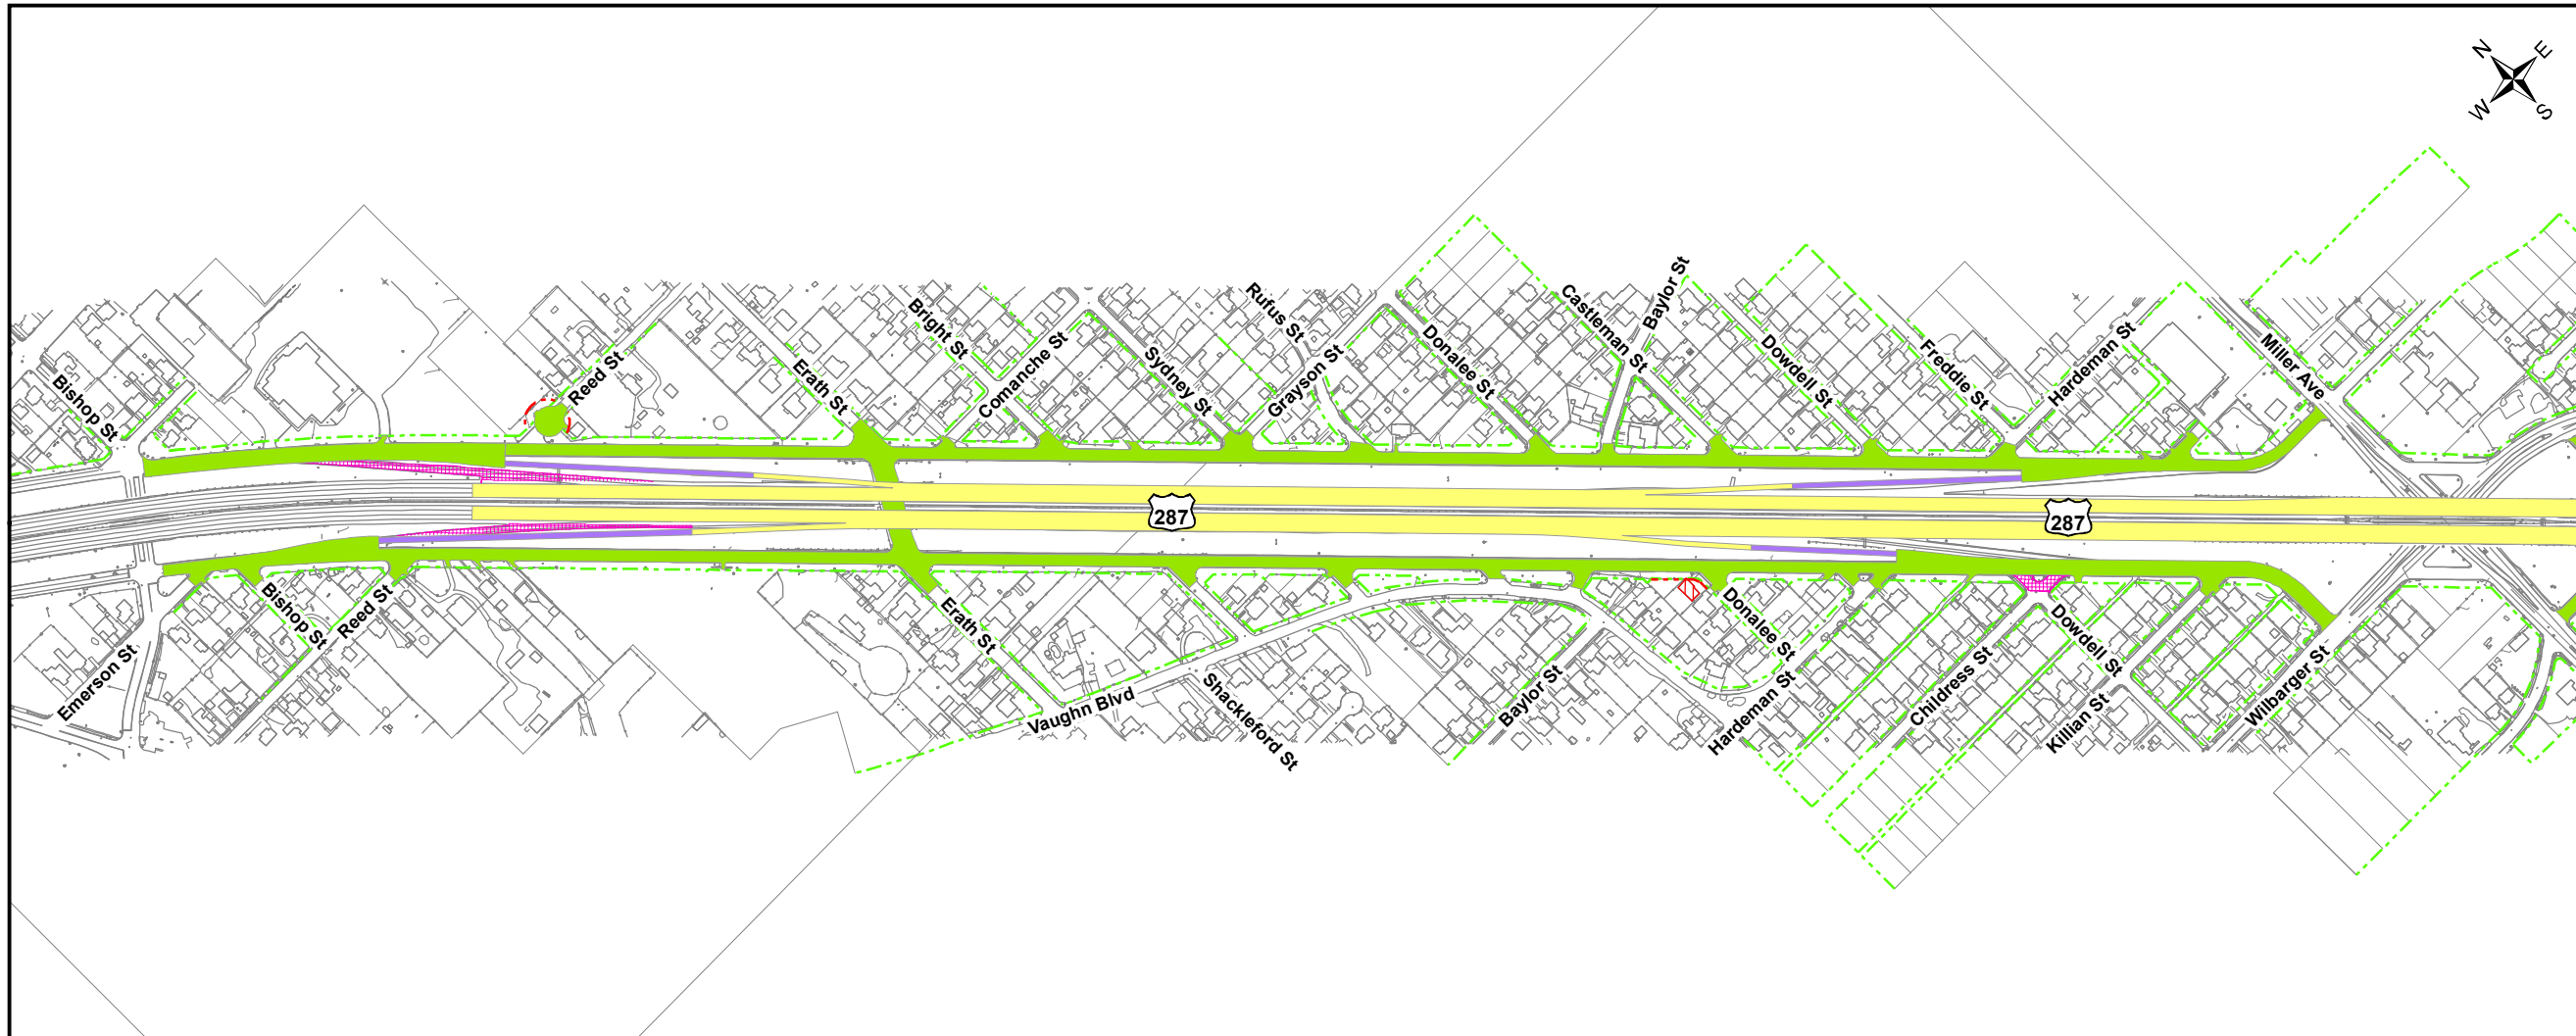 N
E
W
S
Bishop St
Reed St
Erath St
Bright St
Comanche St
Sydney St
Rufus St
Grayson St
Donalee St
Castleman St
Baylor St
Dowdell St
Freddie St
Hardeman St
Miller Ave
287
287
Emerson St
Bishop St
Reed St
Erath St
Vaughn Blvd
Shackleford St
Baylor St
Donalee St
Hardeman St
Childress St
Dowdell St
Killian St
Wilbarger St